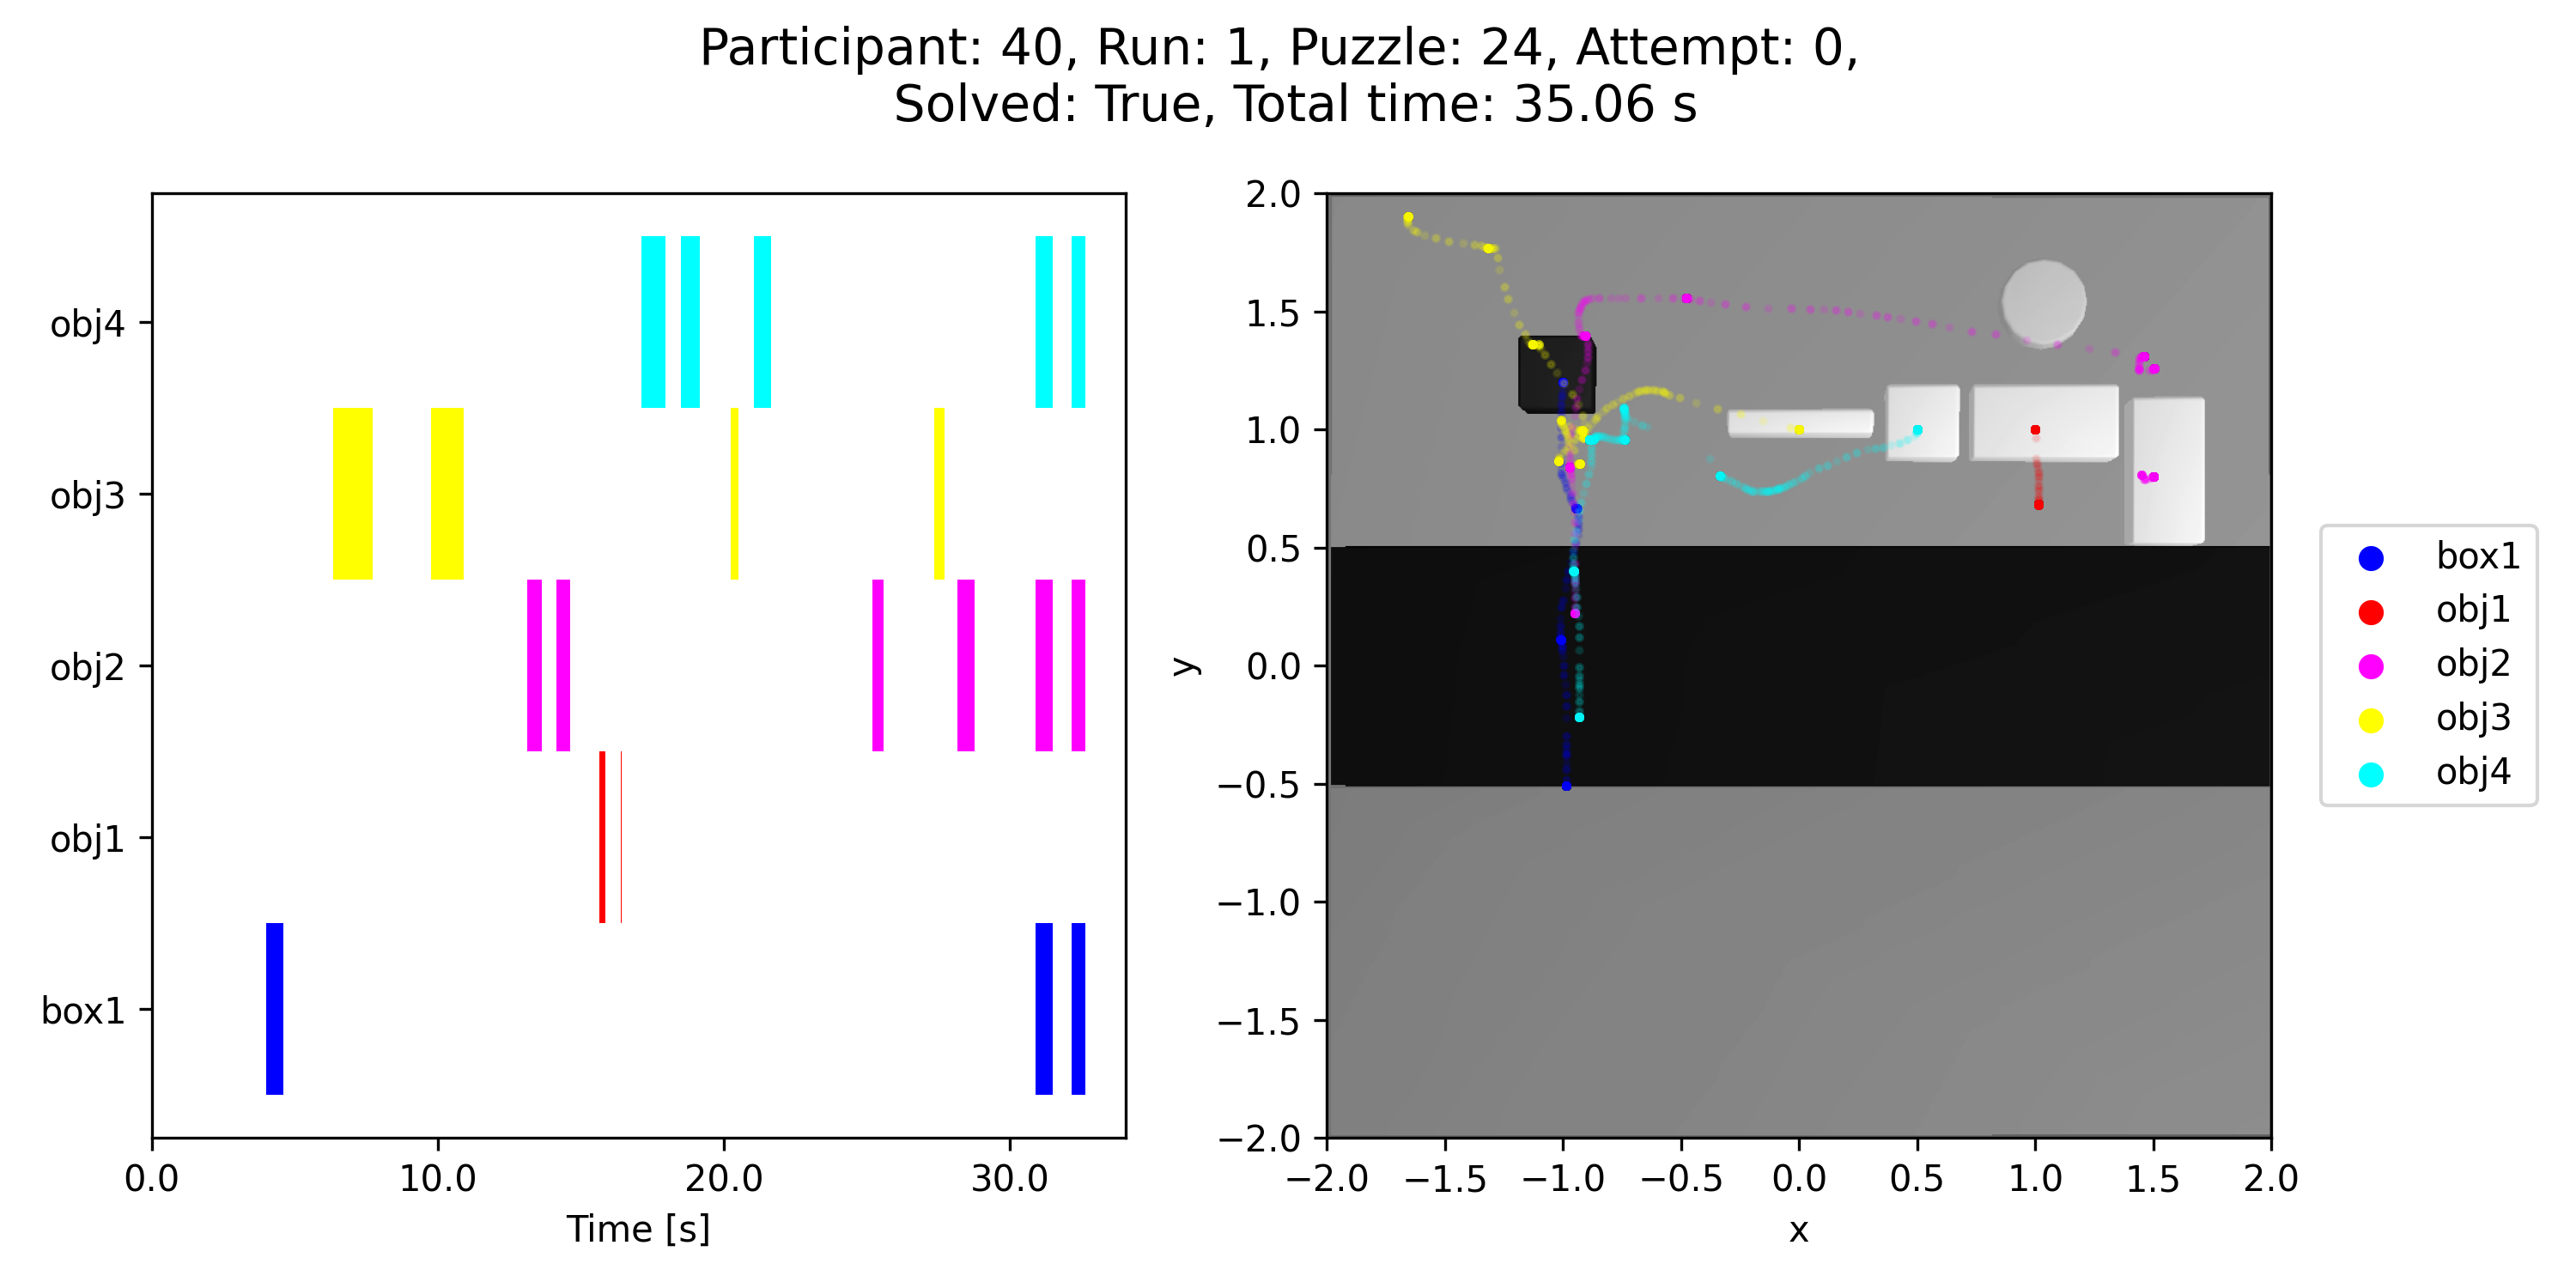 Participant: 40, Run: 1, Puzzle: 24, Attempt: 0,
Solved: True, Total time: 35.06 s
obj4
obj3
obj2
obj1
box1
0.0 10.0 20.0 30.0
Time [s]
2.0
1.5
1.0
0.5
0.0
−0.5
−1.0
−1.5
−2.0
y
−2.0 −1.5 −1.0 −0.5 0.0 0.5 1.0 1.5 2.0
x
box1
obj1
obj2
obj3
obj4